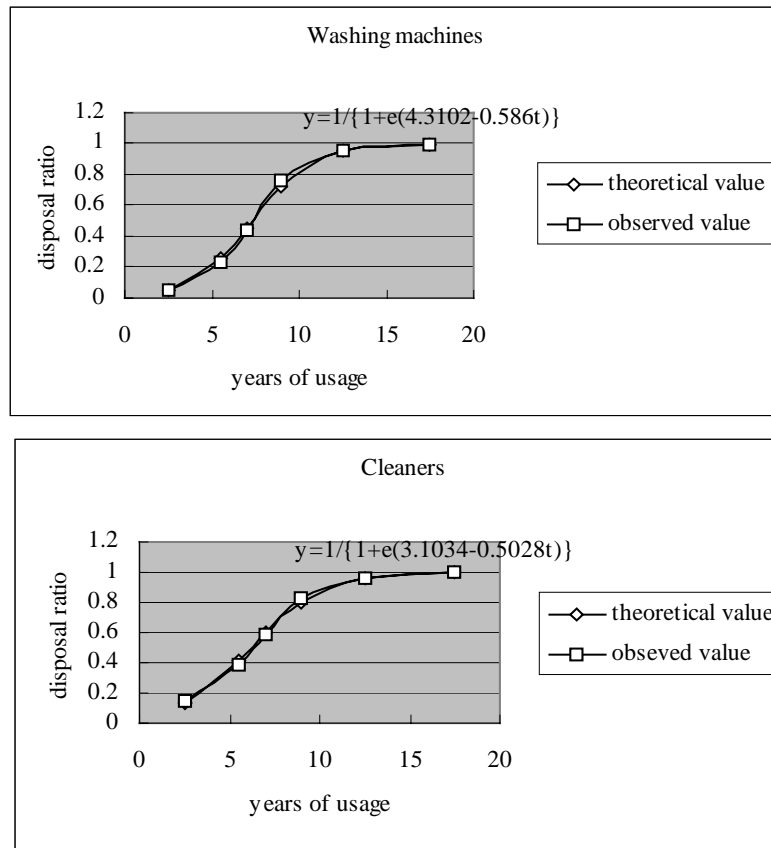 Washing machines
y=1/{1+e(4.3102-0.586t)}
1.2
1
0.8
0.6
0.4
0.2
0
disposal ratio
0 5 10 15 20
years of usage
theoretical value
observed value
Cleaners
y=1/{1+e(3.1034-0.5028t)}
1.2
1
0.8
0.6
0.4
0.2
0
disposal ratio
0 5 10 15 20
years of usage
theoretical value
obseved value